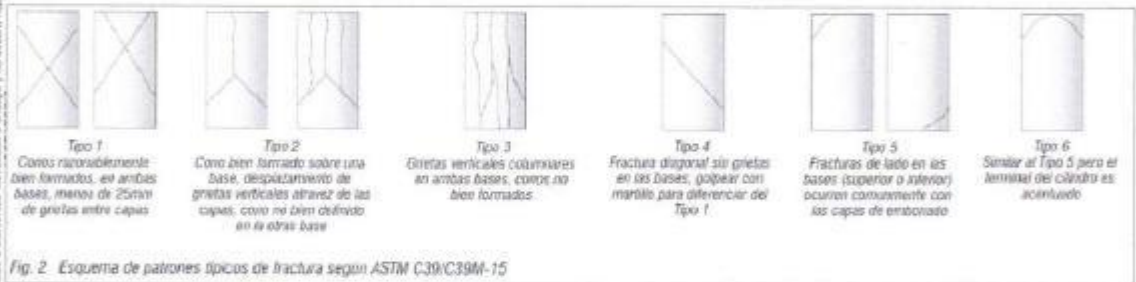 Tipo 1
Conos razonablemente
bien formados, en ambas
bases, menos de 25mm
de grietas entre capas
Tipo 2
Cono bien formado sobre una
base, desplazamiento de
grietas verticales atravez de las
capas, cono no bien definido
en la otras base
Tipo 3
Grietas verticales columnares
en ambas bases, conos no
bien formados
Tipo 4
Fractura diagonal sin grietas
en las bases, golpear con
martillo para diferenciar del
Tipo 1
Tipo 5
Fracturas de lado en las
bases (superior o inferior)
ocurren comunmente con
las capas de embonado
Tipo 6
Similar al Tipo 5 pero el
terminal del cilindro es
acentuado
Fig. 2 Esquema de patrones típicos de fractura según ASTM C39/C39M-15